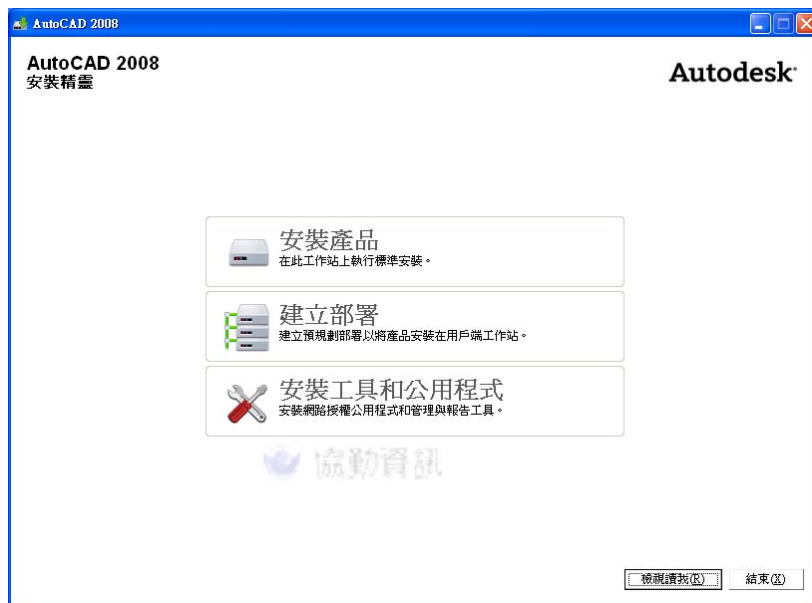 AutoCAD 2008
AutoCAD 2008
安裝精靈
Autodesk
安裝產品
在此工作站上執行標準安裝。
建立部署
建立預規劃部署以將產品安裝在用戶端工作站。
安裝工具和公用程式
安裝網路授權公用程式和管理與報告工具。
協勤資訊
檢視讀我(R)
結束(X)